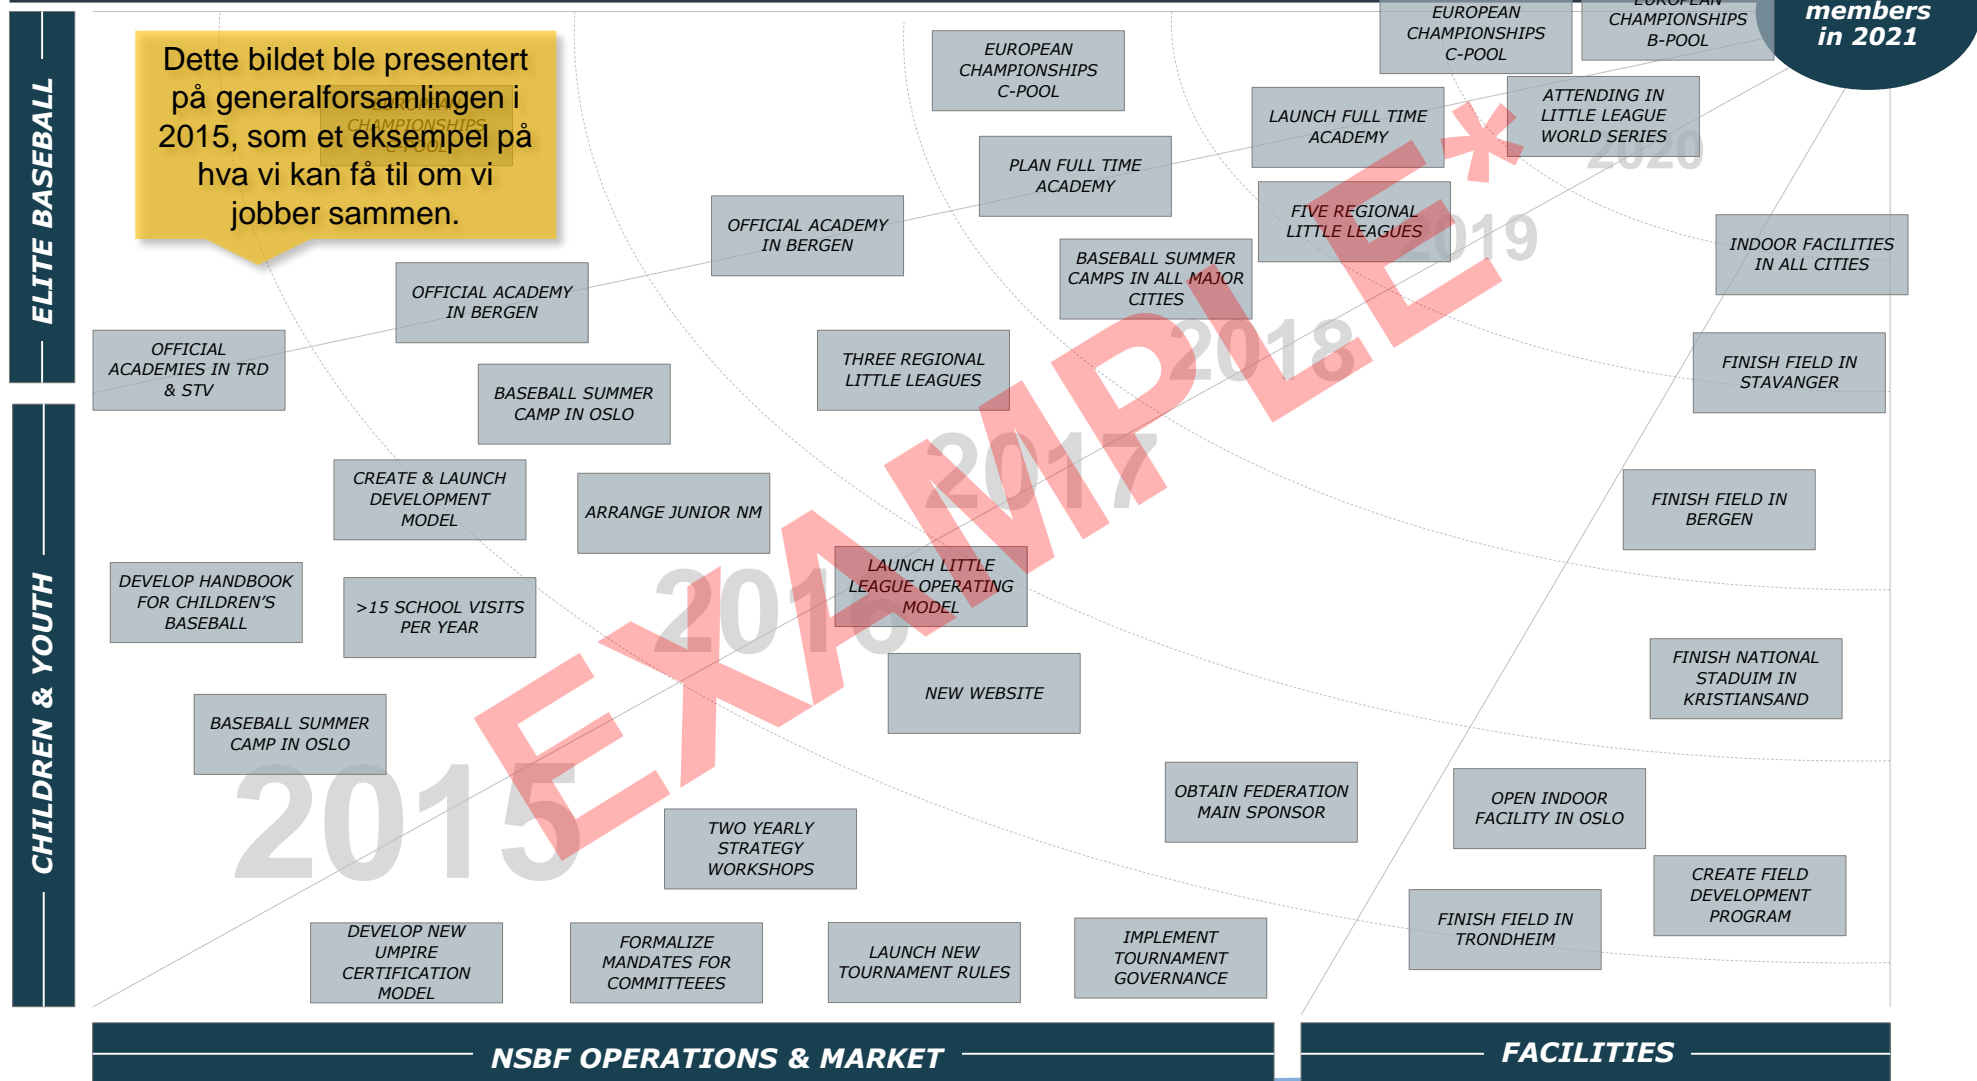 members
in 2021
EUROPEAN
CHAMPIONSHIPS
C-POOL
EUROPEAN
CHAMPIONSHIPS
B-POOL
ELITE BASEBALL
Dette bildet ble presentert
på generalforsamlingen i
2015, som et eksempel på
hva vi kan få til om vi
jobber sammen.
EUROPEAN
CHAMPIONSHIPS
C-POOL
EUROPEAN
CHAMPIONSHIPS
C-POOL
LAUNCH FULL TIME
ACADEMY
ATTENDING IN
LITTLE LEAGUE
WORLD SERIES
2020
PLAN FULL TIME
ACADEMY
OFFICIAL ACADEMY
IN BERGEN
FIVE REGIONAL
LITTLE LEAGUES
2019
INDOOR FACILITIES
IN ALL CITIES
BASEBALL SUMMER
CAMPS IN ALL MAJOR
CITIES
OFFICIAL ACADEMY
IN BERGEN
2018
OFFICIAL
ACADEMIES IN TRD
& STV
THREE REGIONAL
LITTLE LEAGUES
FINISH FIELD IN
STAVANGER
BASEBALL SUMMER
CAMP IN OSLO
2017
CREATE & LAUNCH
DEVELOPMENT
MODEL
ARRANGE JUNIOR NM
FINISH FIELD IN
BERGEN
EXAMPLE*
CHILDREN & YOUTH
DEVELOP HANDBOOK
FOR CHILDREN'S
BASEBALL
>15 SCHOOL VISITS
PER YEAR
2016
LAUNCH LITTLE
LEAGUE OPERATING
MODEL
NEW WEBSITE
FINISH NATIONAL
STADUIM IN
KRISTIANSAND
BASEBALL SUMMER
CAMP IN OSLO
2015
TWO YEARLY
STRATEGY
WORKSHOPS
OBTAIN FEDERATION
MAIN SPONSOR
OPEN INDOOR
FACILITY IN OSLO
CREATE FIELD
DEVELOPMENT
PROGRAM
FINISH FIELD IN
TRONDHEIM
DEVELOP NEW
UMPIRE
CERTIFICATION
MODEL
FORMALIZE
MANDATES FOR
COMMITTEEES
LAUNCH NEW
TOURNAMENT RULES
IMPLEMENT
TOURNAMENT
GOVERNANCE
NSBF OPERATIONS & MARKET
FACILITIES